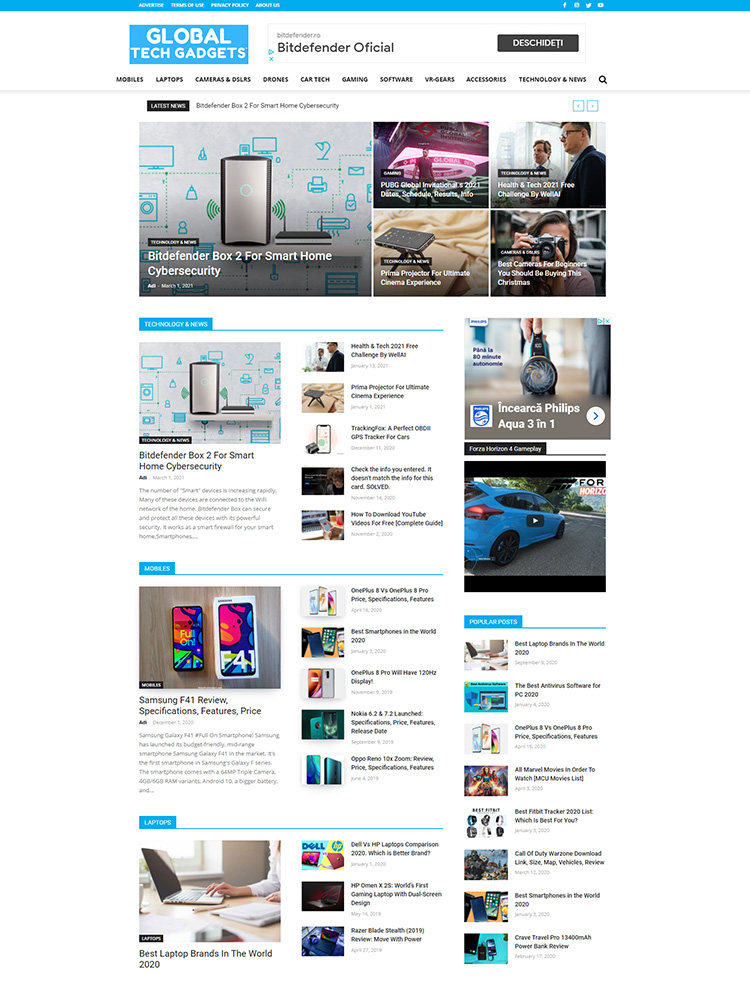 ADVERTISE TERMS OF USE PRIVACY POLICY ABOUT US
GLOBAL
TECH GADGETS
bitdefender.ro
Bitdefender Oficial
DESCHIDEȚI
MOBILES LAPTOPS CAMERAS & DSLRS DRONES CAR TECH GAMING SOFTWARE VR-GEARS ACCESSORIES TECHNOLOGY & NEWS
LATEST NEWS Bitdefender Box 2 For Smart Home Cybersecurity
TECHNOLOGY & NEWS
Bitdefender Box 2 For Smart Home
Cybersecurity
Adi - March 1, 2021
GAMING
PUBG Global Invitational.s 2021
Dates, Schedule, Results, Info
TECHNOLOGY & NEWS
Health & Tech 2021 Free
Challenge By WellAI
TECHNOLOGY & NEWS
Prima Projector For Ultimate
Cinema Experience
CAMERAS & DSLRS
Best Cameras For Beginners
You Should Be Buying This
Christmas
TECHNOLOGY & NEWS
TECHNOLOGY & NEWS
Bitdefender Box 2 For Smart
Home Cybersecurity
Adi - March 1, 2021
The number of "Smart" devices is increasing rapidly.
Many of these devices are connected to the WiFi
network of the home. Bitdefender Box can secure
and protect all these devices with its powerful
security. It works as a smart firewall for your smart
home:Smartphones,...
Health & Tech 2021 Free
Challenge By WellAI
January 13, 2021
Prima Projector For Ultimate
Cinema Experience
January 1, 2021
TrackingFox: A Perfect OBDII
GPS Tracker For Cars
December 11, 2020
Check the info you entered. It
doesn't match the info for this
card. SOLVED.
November 14, 2020
How To Download YouTube
Videos For Free [Complete Guide]
November 2, 2020
PHILIPS
Până la
80 minute
autonomie
Încearcă Philips
Aqua 3 în 1
Forza Horizon 4 Gameplay
FOR
HORIZO
MOBILES
Full
On!
MOBILES
Samsung F41 Review,
Specifications, Features, Price
Adi - December 1, 2020
Samsung Galaxy F41 #Full On Smartphone! Samsung
has launched its budget-friendly, mid-range
smartphone Samsung Galaxy F41 in the market. It's
the first smartphone in Samsung's Galaxy F series.
The smartphone comes with a 64MP Triple Camera,
4GB/6GB RAM variants, Android 10, a bigger battery,
and...
OnePlus 8 Vs OnePlus 8 Pro
Price, Specifications, Features
April 16, 2020
Best Smartphones in the World
2020
January 5, 2020
OnePlus 8 Pro Will Have 120Hz
Display!
November 9, 2019
Nokia 6.2 & 7.2 Launched:
Specifications, Price, Features,
Release Date
September 9, 2019
Oppo Reno 10x Zoom: Review,
Price, Specifications, Features
June 4, 2019
POPULAR POSTS
Best Laptop Brands In The World
2020
September 6, 2020
The Best Antivirus Software for
PC 2020
January 4, 2020
OnePlus 8 Vs OnePlus 8 Pro
Price, Specifications, Features
April 16, 2020
All Marvel Movies In Order To
Watch [MCU Movies List]
April 3, 2020
BEST FITBIT
Best Fitbit Tracker 2020 List:
Which Is Best For You?
January 3, 2020
Call Of Duty Warzone Download
Link, Size, Map, Vehicles, Review
March 12, 2020
Best Smartphones in the World
2020
January 5, 2020
Crave Travel Pro 13400mAh
Power Bank Review
February 17, 2020
LAPTOPS
LAPTOPS
Best Laptop Brands In The World
2020
DELL
hp
Dell Vs HP Laptops Comparison
2020. Which is Better Brand?
January 1, 2020
HP Omen X 2S: World's First
Gaming Laptop With Dual-Screen
Design
May 14, 2019
Razer Blade Stealth (2019)
Review: Move With Power
April 27, 2019